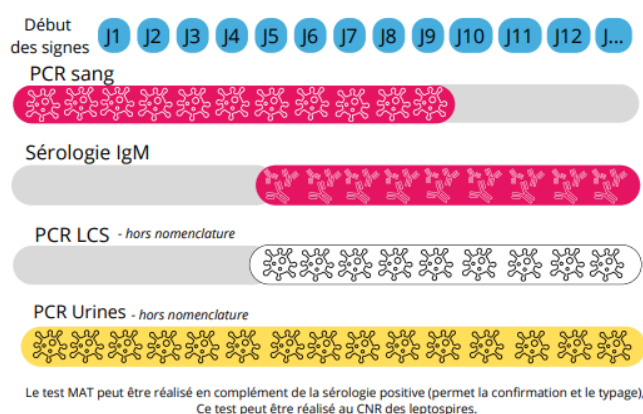 Début
des signes
J1 J2 J3 J4 J5 J6 J7 J8 J9 J10 J11 J12 J...
PCR sang
Sérologie IgM
PCR LCS - hors nomenclature
PCR Urines - hors nomenclature
Le test MAT peut être réalisé en complément de la sérologie positive (permet la confirmation et le typage)
Ce test peut être réalisé au CNR des leptospires.